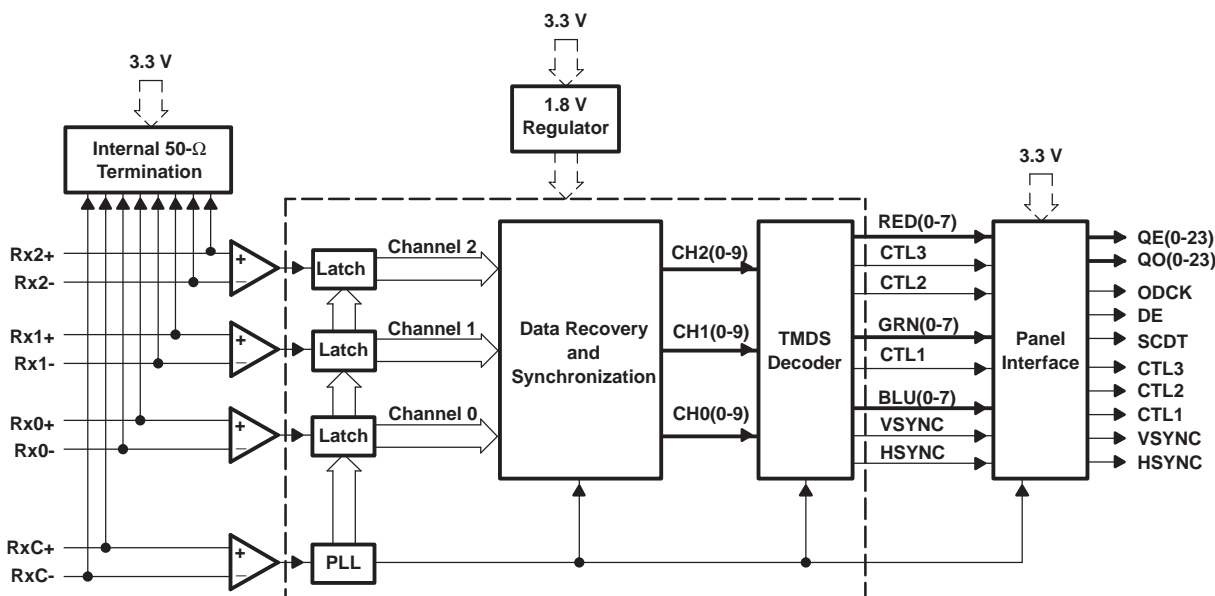 3.3 V
3.3 V
1.8 V
Regulator
Internal 50-Ω
Termination
3.3 V
Rx2+
Rx2-
Rx1+
Rx1-
Rx0+
Rx0-
RxC+
RxC-
+
−
+
−
+
−
+
−
Latch
Latch
Latch
PLL
Channel 2
Channel 1
Channel 0
Data Recovery
and
Synchronization
CH2(0-9)
CH1(0-9)
CH0(0-9)
TMDS
Decoder
RED(0-7)
CTL3
CTL2
GRN(0-7)
CTL1
BLU(0-7)
VSYNC
HSYNC
Panel
Interface
QE(0-23)
QO(0-23)
ODCK
DE
SCDT
CTL3
CTL2
CTL1
VSYNC
HSYNC